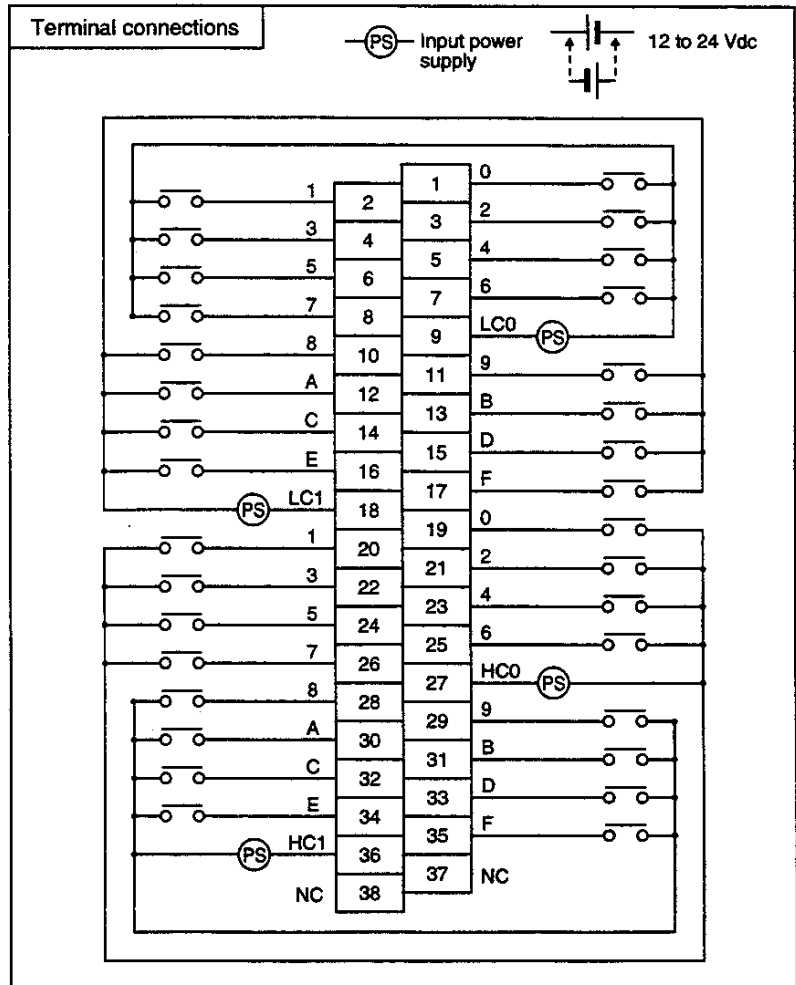 Terminal connections
PS Input power supply
12 to 24 Vdc
1 0
1 2
3 2
3 4
5 4
5 6
7 6
7 8
9 LC0 PS
8 10
11 9
A 12
13 B
C 14
15 D
E 16
17 F
PS LC1 18
19 0
1 20
21 2
3 22
23 4
5 24
25 6
7 26
27 HC0 PS
8 28
29 9
A 30
31 B
C 32
33 D
E 34
35 F
PS HC1 36
37 NC
NC 38